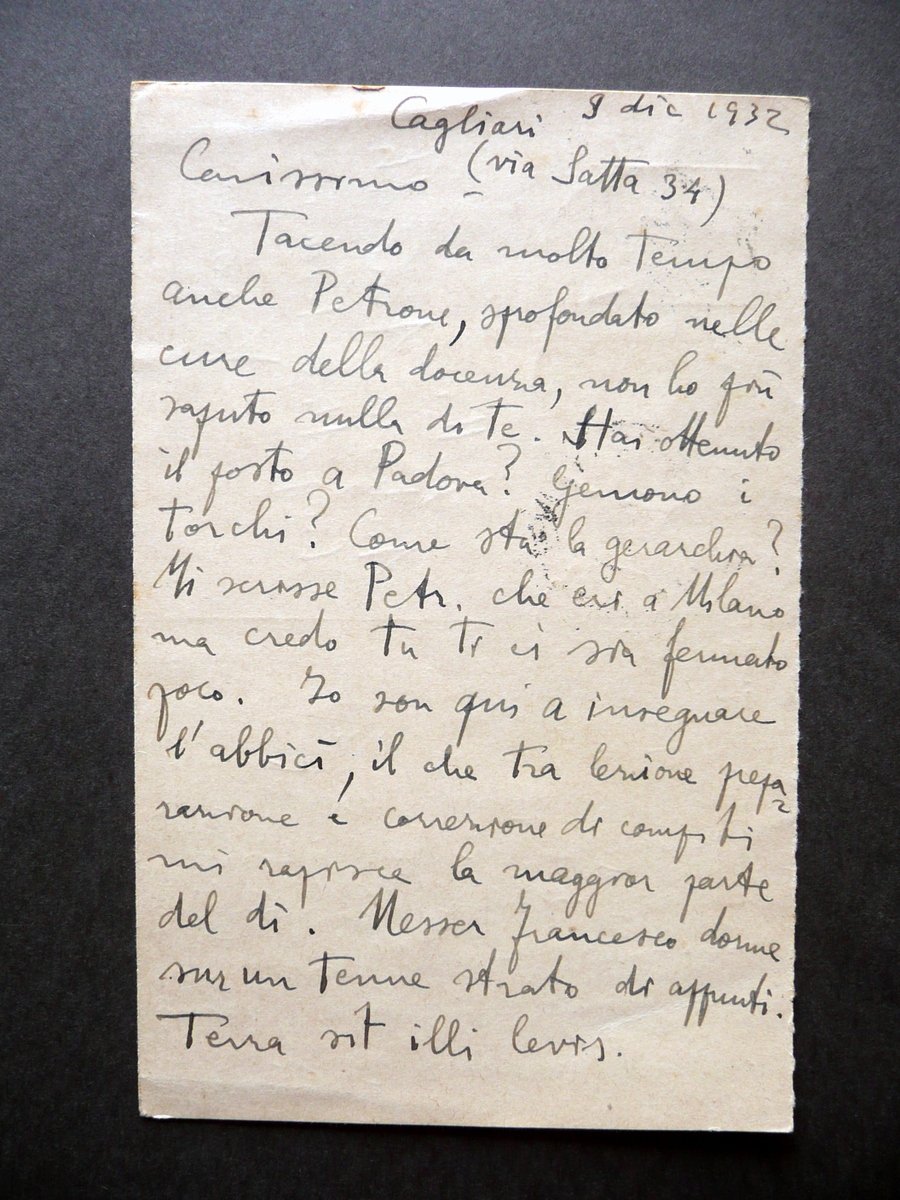 Cagliari 9 dic 1932
Carissimo (via Satta 34)
Tacendo da molto tempo
anche Petrone, sprofondato nelle
cure della docenza, non ho più
saputo nulla di te. Hai ottenuto
il posto a Padova? Gemono i
torchi? Come sta la gerarchia?
Mi scrisse Petr. che eri a Milano
ma credo tu ti ci sia fermato
poco. Io son qui a insegnare
l'abbicì, il che tra lezione prepa-
razione e correzione di compiti
mi rapisce la maggior parte
del dì. Messer Francesco dorme
sur un tenue strato di appunti.
Terra sit illi levis.